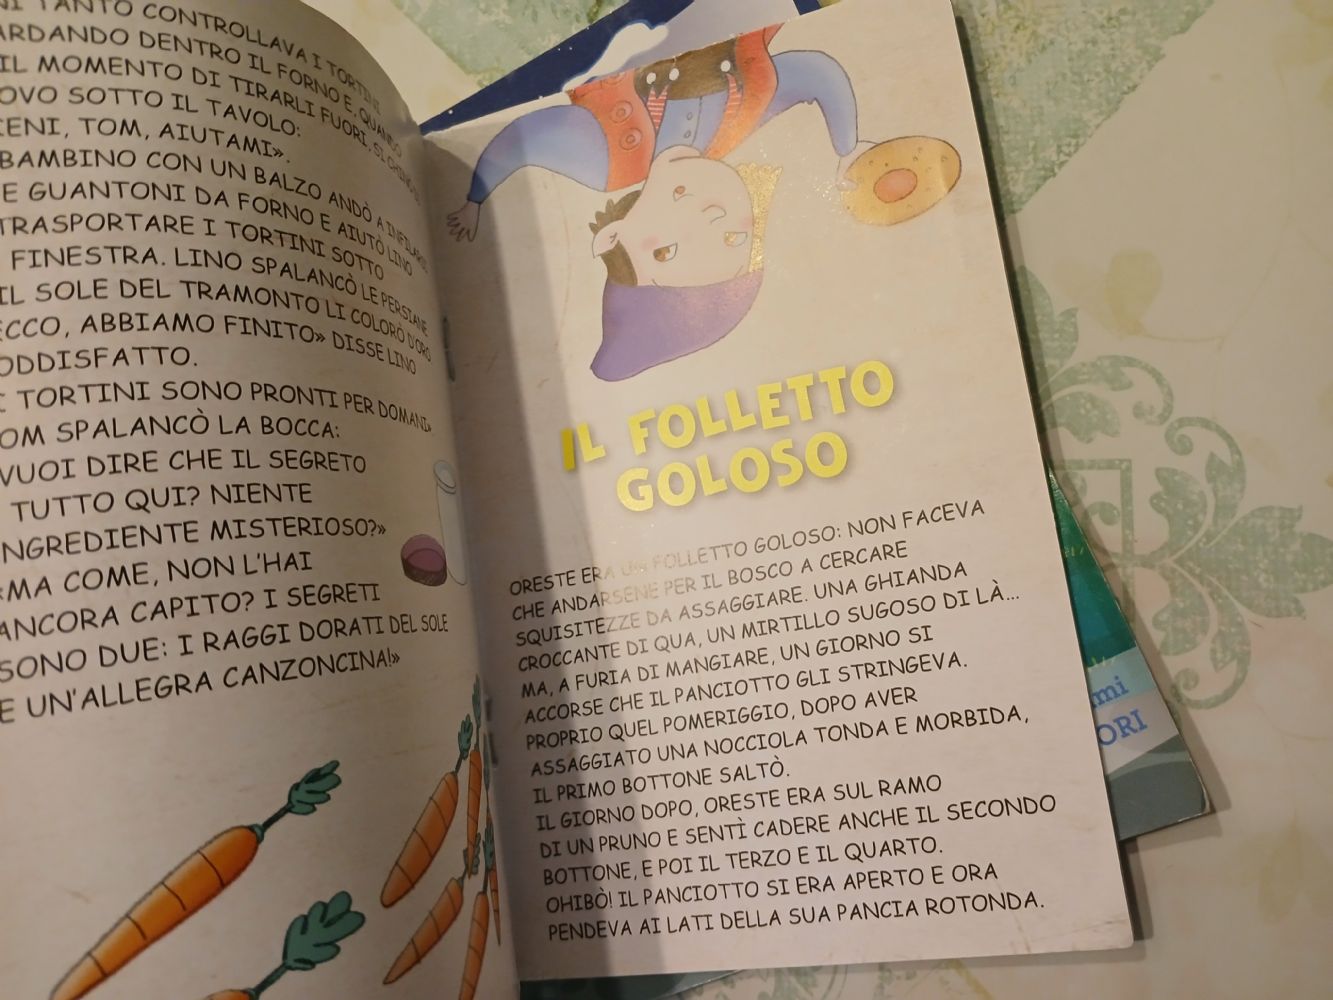 TANTO CONTROLLAVA I TORTINI
ARDANDO DENTRO IL FORNO E, QUANDO
IL MOMENTO DI TIRARLI FUORI, SI CHINÒ DI
OVO SOTTO IL TAVOLO:
IENI, TOM, AIUTAMI».
BAMBINO CON UN BALZO ANDÒ A INFILARSI
E GUANTONI DA FORNO E AIUTÒ LINO
TRASPORTARE I TORTINI SOTTO
FINESTRA. LINO SPALANCÒ LE PERSIANE
IL SOLE DEL TRAMONTO LI COLORÒ D'ORO
ECCO, ABBIAMO FINITO» DISSE LINO
ODDISFATTO.
I TORTINI SONO PRONTI PER DOMANI».
OM SPALANCÒ LA BOCCA:
VUOI DIRE CHE IL SEGRETO
TUTTO QUI? NIENTE
NGREDIENTE MISTERIOSO?»
«MA COME, NON L'HAI
ANCORA CAPITO? I SEGRETI
SONO DUE: I RAGGI DORATI DEL SOLE
E UN'ALLEGRA CANZONCINA!»
IL FOLLETTO
GOLOSO
ORESTE ERA UN FOLLETTO GOLOSO: NON FACEVA
CHE ANDARSENE PER IL BOSCO A CERCARE
SQUISITEZZE DA ASSAGGIARE. UNA GHIANDA
CROCCANTE DI QUA, UN MIRTILLO SUGOSO DI LÀ...
MA, A FURIA DI MANGIARE, UN GIORNO SI
ACCORSE CHE IL PANCIOTTO GLI STRINGEVA.
PROPRIO QUEL POMERIGGIO, DOPO AVER
ASSAGGIATO UNA NOCCIOLA TONDA E MORBIDA,
IL PRIMO BOTTONE SALTÒ.
IL GIORNO DOPO, ORESTE ERA SUL RAMO
DI UN PRUNO E SENTÌ CADERE ANCHE IL SECONDO
BOTTONE, E POI IL TERZO E IL QUARTO.
OHIBÒ! IL PANCIOTTO SI ERA APERTO E ORA
PENDEVA AI LATI DELLA SUA PANCIA ROTONDA.
mi
ORI